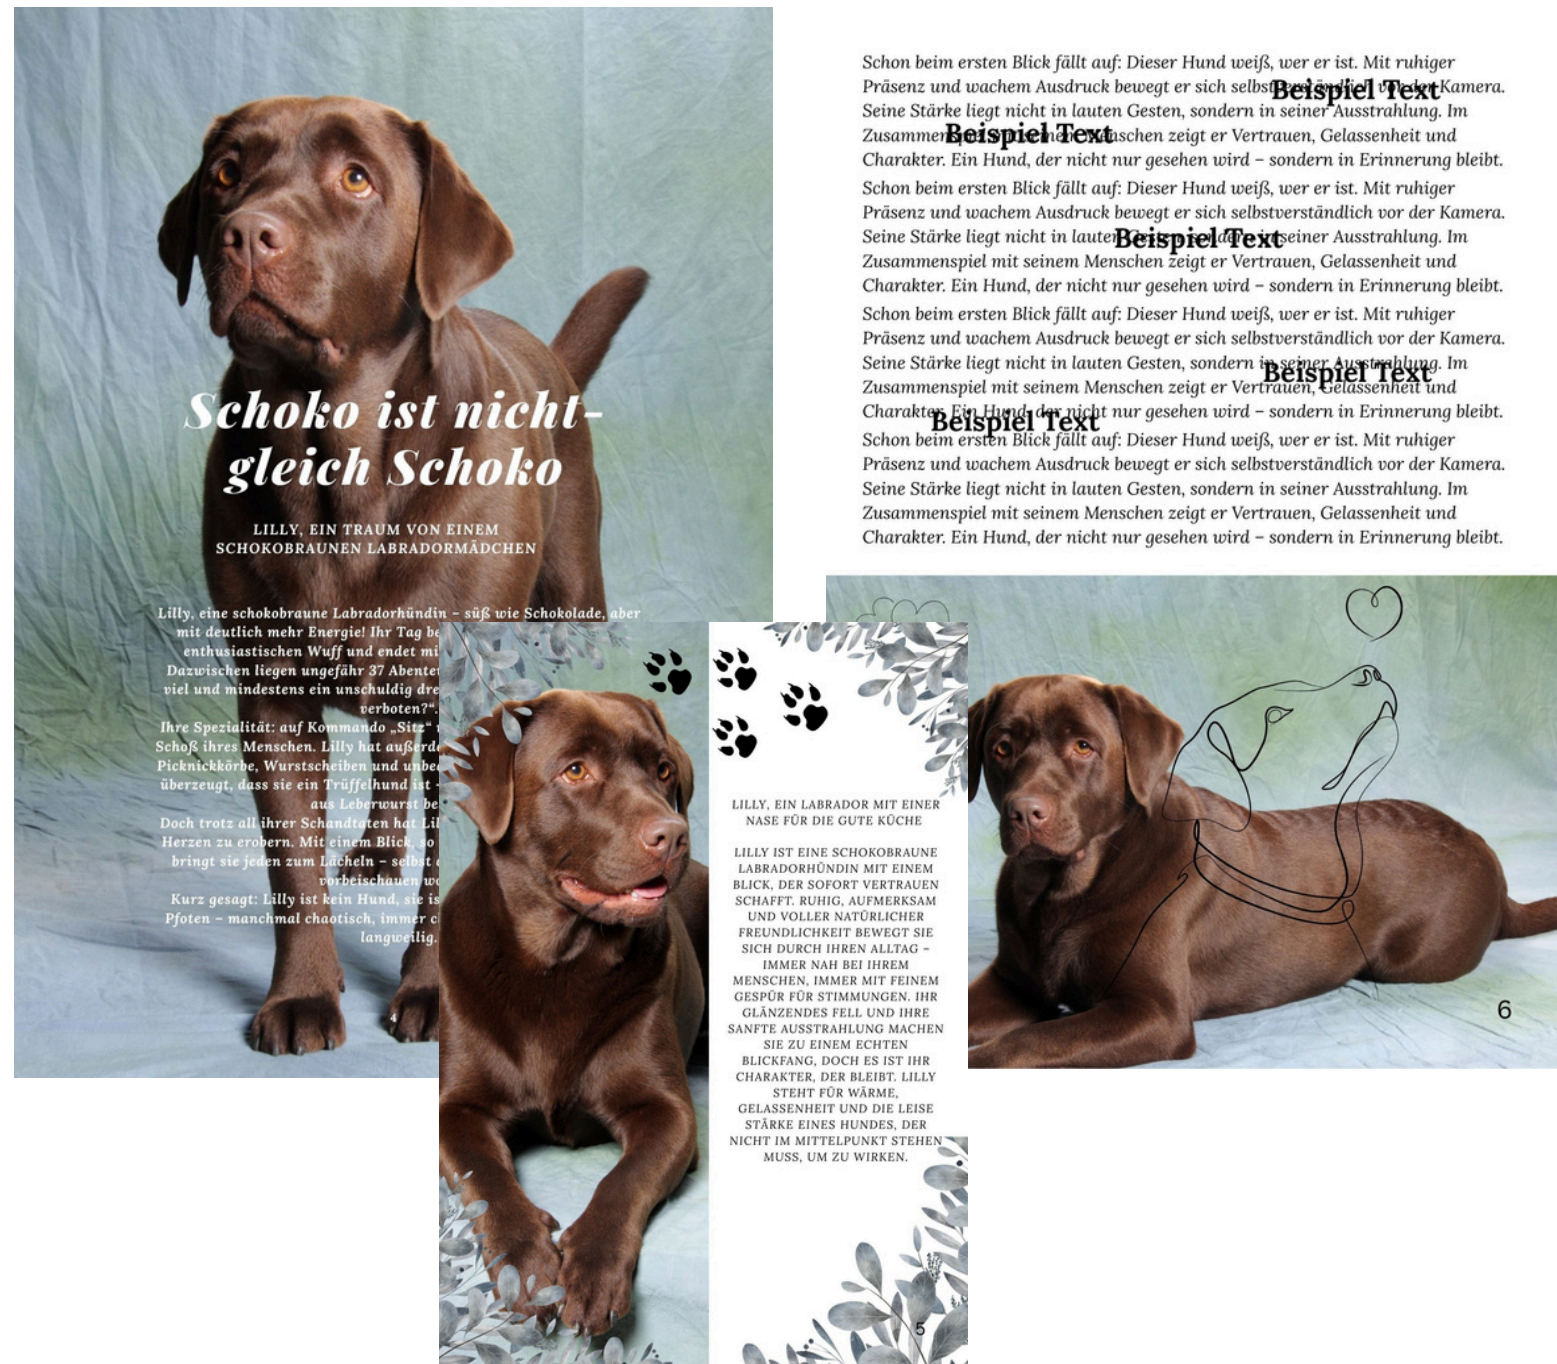 Schoko ist nicht-
gleich Schoko
LILLY, EIN TRAUM VON EINEM
SCHOKOBRAUNEN LABRADORMÄDCHEN
Lilly, eine schokobraune Labradorhündin – süß wie Schokolade, aber
mit deutlich mehr Energie! Ihr Tag
enthusiastischen Wuff und endet
Dazwischen liegen ungefähr 37
viel und mindestens ein unschuldig
verboten?“.
Ihre Spezialität: auf Kommando „Sitz“
Schoß ihres Menschen. Lilly hat
Picknickkörbe, Wurstscheiben und
überzeugt, dass sie ein Trüffelhund ist
aus Leberwurst
Doch trotz all ihrer Schandtaten hat
Herzen zu erobern. Mit einem Blick, so
bringt sie jeden zum Lächeln – selbst
vorbeischauen
Kurz gesagt: Lilly ist kein Hund, sie
Pfoten – manchmal chaotisch, immer
langweilig.
4
LILLY, EIN LABRADOR MIT EINER
NASE FÜR DIE GUTE KÜCHE
LILLY IST EINE SCHOKOBRAUNE
LABRADORHÜNDIN MIT EINEM
BLICK, DER SOFORT VERTRAUEN
SCHAFFT. RUHIG, AUFMERKSAM
UND VOLLER NATÜRLICHER
FREUNDLICHKEIT BEWEGT SIE
SICH DURCH IHREN ALLTAG –
IMMER NAH BEI IHREM
MENSCHEN, IMMER MIT FEINEM
GESPÜR FÜR STIMMUNGEN. IHR
GLÄNZENDES FELL UND IHRE
SANFTE AUSSTRAHLUNG MACHEN
SIE ZU EINEM ECHTEN
BLICKFANG, DOCH ES IST IHR
CHARAKTER, DER BLEIBT. LILLY
STEHT FÜR WÄRME,
GELASSENHEIT UND DIE LEISE
STÄRKE EINES HUNDES, DER
NICHT IM MITTELPUNKT STEHEN
MUSS, UM ZU WIRKEN.
5
Schon beim ersten Blick fällt auf: Dieser Hund weiß, wer er ist. Mit ruhiger
Präsenz und wachem Ausdruck bewegt er sich selbstverständlich vor der Kamera.
Beispiel Text
Seine Stärke liegt nicht in lauten Gesten, sondern in seiner Ausstrahlung. Im
Zusammenspiel mit seinem Menschen zeigt er Vertrauen, Gelassenheit und
Beispiel Text
Charakter. Ein Hund, der nicht nur gesehen wird – sondern in Erinnerung bleibt.
Schon beim ersten Blick fällt auf: Dieser Hund weiß, wer er ist. Mit ruhiger
Präsenz und wachem Ausdruck bewegt er sich selbstverständlich vor der Kamera.
Seine Stärke liegt nicht in lauten Gesten, sondern in seiner Ausstrahlung. Im
Beispiel Text
Zusammenspiel mit seinem Menschen zeigt er Vertrauen, Gelassenheit und
Charakter. Ein Hund, der nicht nur gesehen wird – sondern in Erinnerung bleibt.
Schon beim ersten Blick fällt auf: Dieser Hund weiß, wer er ist. Mit ruhiger
Präsenz und wachem Ausdruck bewegt er sich selbstverständlich vor der Kamera.
Seine Stärke liegt nicht in lauten Gesten, sondern in seiner Ausstrahlung. Im
Beispiel Text
Zusammenspiel mit seinem Menschen zeigt er Vertrauen, Gelassenheit und
Charakter. Ein Hund, der nicht nur gesehen wird – sondern in Erinnerung bleibt.
Beispiel Text
Schon beim ersten Blick fällt auf: Dieser Hund weiß, wer er ist. Mit ruhiger
Präsenz und wachem Ausdruck bewegt er sich selbstverständlich vor der Kamera.
Seine Stärke liegt nicht in lauten Gesten, sondern in seiner Ausstrahlung. Im
Zusammenspiel mit seinem Menschen zeigt er Vertrauen, Gelassenheit und
Charakter. Ein Hund, der nicht nur gesehen wird – sondern in Erinnerung bleibt.
6